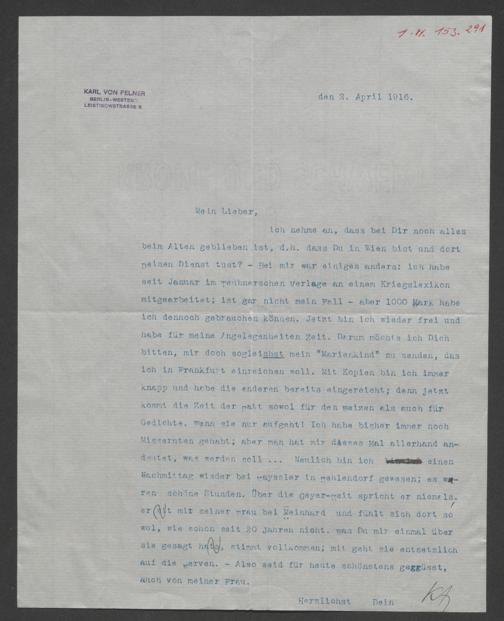 1.N. 153.291
KARL VON FELNER
BERLIN-WESTEND
LEISTIKOWSTRASSE 6
den 2. April 1916.
Mein Lieber,
ich nehme an, dass bei Dir noch alles
beim Alten geblieben ist, d.h. dass Du in Wien bist und dort
Deinen Dienst tust? - Bei mir war einiges anders: ich habe
seit Januar im Verlage an einem Kriegslexikon
mitgearbeitet; ist gar nicht mein Fall - aber 1000 Mark habe
ich dennoch gebrauchen können. Jetzt bin ich wieder frei und
habe für meine Angelegenheiten Zeit. Darum möchte ich Dich
bitten, mir doch sogleich mein "Marienkind" zu senden, das
ich in Frankfurt einreichen soll. Mit Kopien bin ich immer
knapp und habe die anderen bereits eingereicht; denn jetzt
kommt die Zeit der Saat sowol für den Weizen als auch für
Gedichte. Wenn sie nur aufgeht! Ich habe bisher immer noch
Missernten gehabt; aber man hat mir dieses Mal allerhand an-
deutet, was werden soll ... Neulich bin ich einen
Nachmittag wieder bei Kayssler in Zehlendorf gewesen; es wa-
ren schöne Stunden. Über die Geyer-Zeit spricht er niemals,
er ist mit seiner Frau bei Reinhard und fühlt sich dort so
wol, wie schon seit 20 Jahren nicht. Was Du mir einmal über
sie gesagt hast, stimmt vollkommen; mit geht sie entsetzlich
auf die Nerven. - Also seid für heute schönstens gegrüsst,
auch von meiner Frau.
Herzlichst Dein